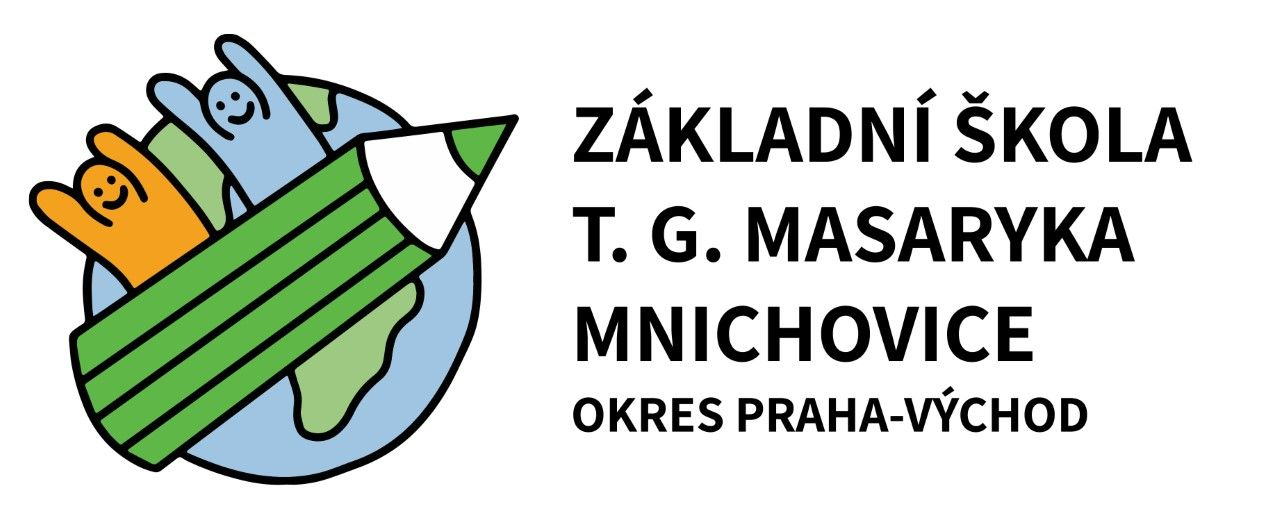 ZÁKLADNÍ ŠKOLA
T. G. MASARYKA
MNICHOVICE
OKRES PRAHA-VÝCHOD